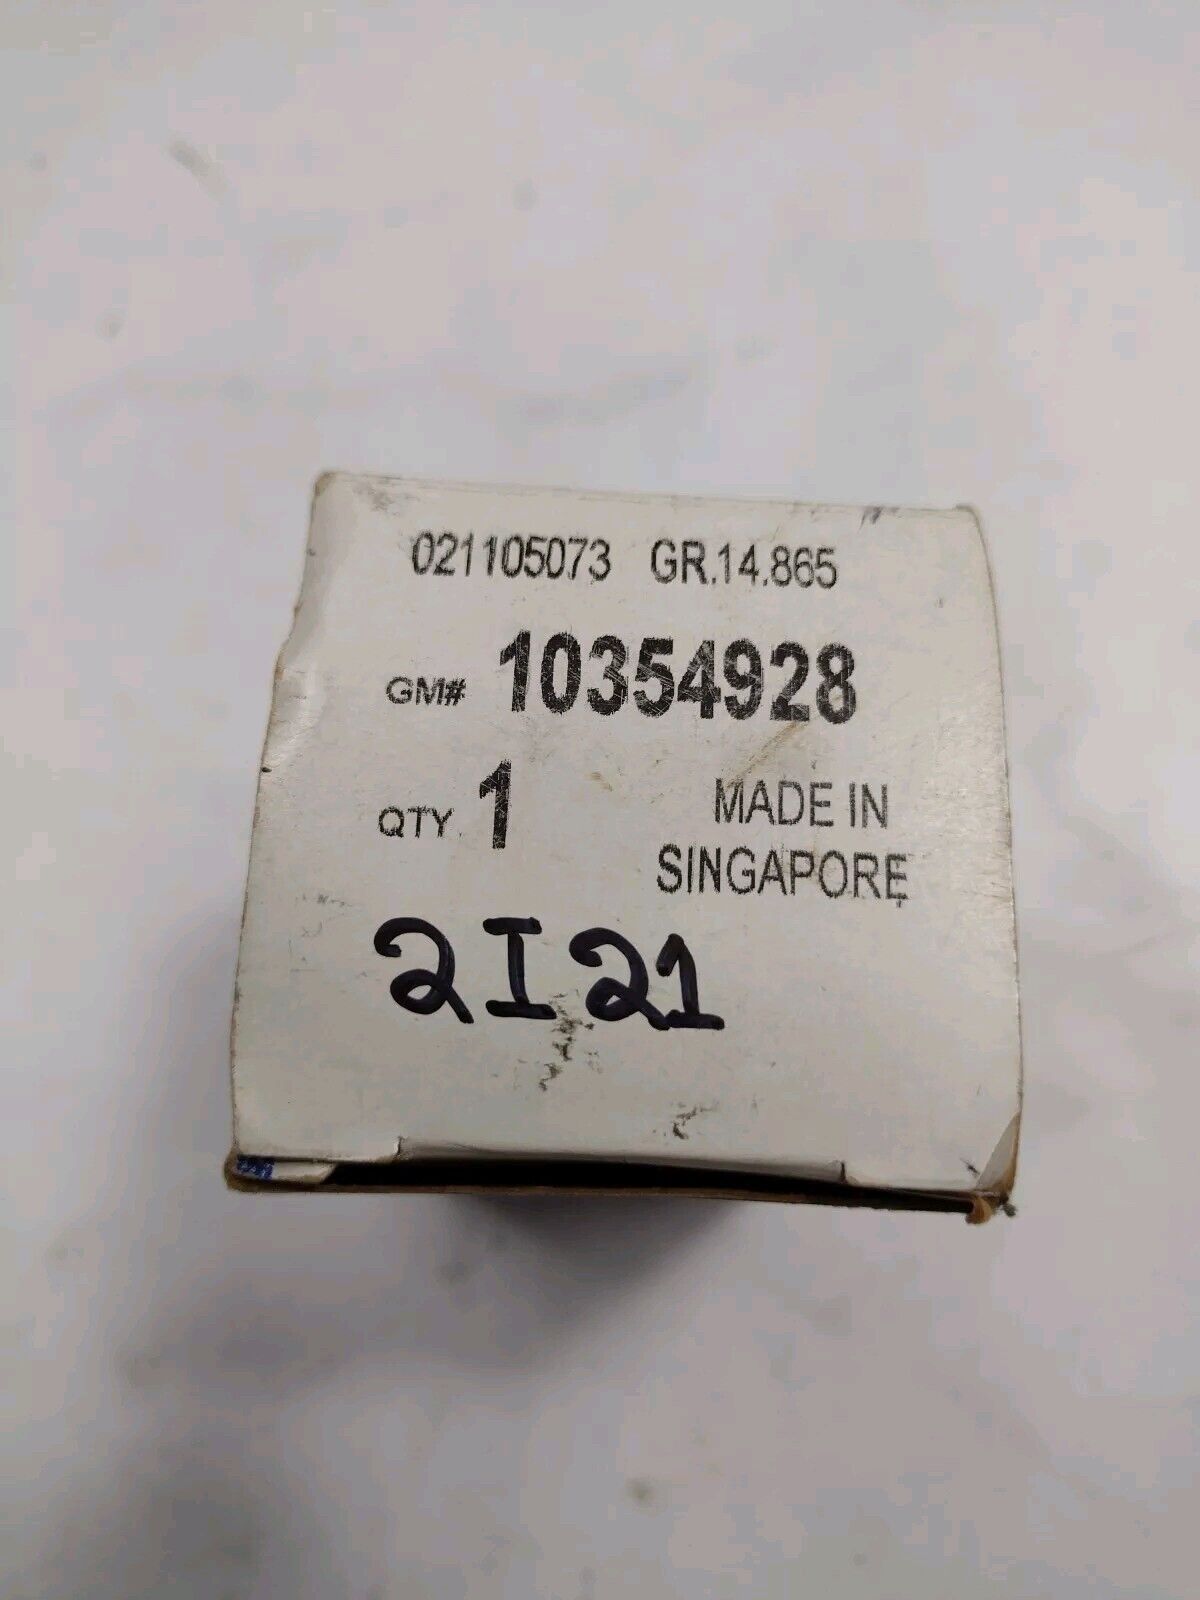 021105073 GR.14.865
GM# 10354928
QTY. 1
MADE IN
SINGAPORE
2I21